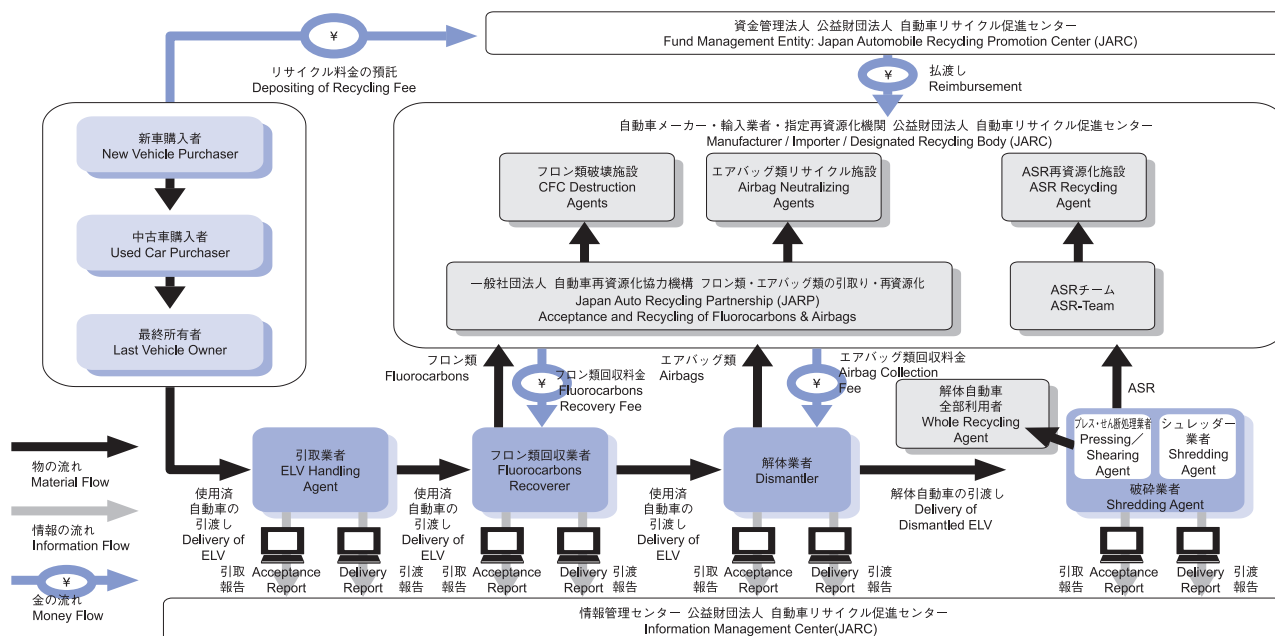 資金管理法人 公益財団法人 自動車リサイクル促進センター
Fund Management Entity: Japan Automobile Recycling Promotion Center (JARC)
¥
リサイクル料金の預託
Depositing of Recycling Fee
¥
払渡し
Reimbursement
新車購入者
New Vehicle Purchaser
中古車購入者
Used Car Purchaser
最終所有者
Last Vehicle Owner
自動車メーカー・輸入業者・指定再資源化機関 公益財団法人 自動車リサイクル促進センター
Manufacturer / Importer / Designated Recycling Body (JARC)
フロン類破壊施設
CFC Destruction
Agents
エアバッグ類リサイクル施設
Airbag Neutralizing
Agents
ASR再資源化施設
ASR Recycling
Agent
一般社団法人 自動車再資源化協力機構 フロン類・エアバッグ類の引取り・再資源化
Japan Auto Recycling Partnership (JARP)
Acceptance and Recycling of Fluorocarbons & Airbags
ASRチーム
ASR-Team
フロン類
Fluorocarbons
¥
フロン類回収料金
Fluorocarbons
Recovery Fee
エアバッグ類
Airbags
¥
エアバッグ類回収料金
Airbag Collection
Fee
ASR
解体自動車
全部利用者
Whole Recycling
Agent
プレス・せん断処理業者
Pressing／
Shearing
Agent
シュレッダー
業者
Shredding
Agent
破砕業者
Shredding Agent
引取業者
ELV Handling
Agent
フロン類回収業者
Fluorocarbons
Recoverer
解体業者
Dismantler
物の流れ
Material Flow
情報の流れ
Information Flow
¥
金の流れ
Money Flow
使用済
自動車の
引渡し
Delivery of
ELV
使用済
自動車の
引渡し
Delivery of
ELV
使用済
自動車の
引渡し
Delivery of
ELV
解体自動車の引渡し
Delivery of
Dismantled ELV
引取
報告
Acceptance
Report
Delivery
Report
引渡
報告
引取
報告
Acceptance
Report
Delivery
Report
引渡
報告
引取
報告
Acceptance
Report
Delivery
Report
引渡
報告
引取
報告
Acceptance
Report
Delivery
Report
引渡
報告
情報管理センター 公益財団法人 自動車リサイクル促進センター
Information Management Center(JARC)